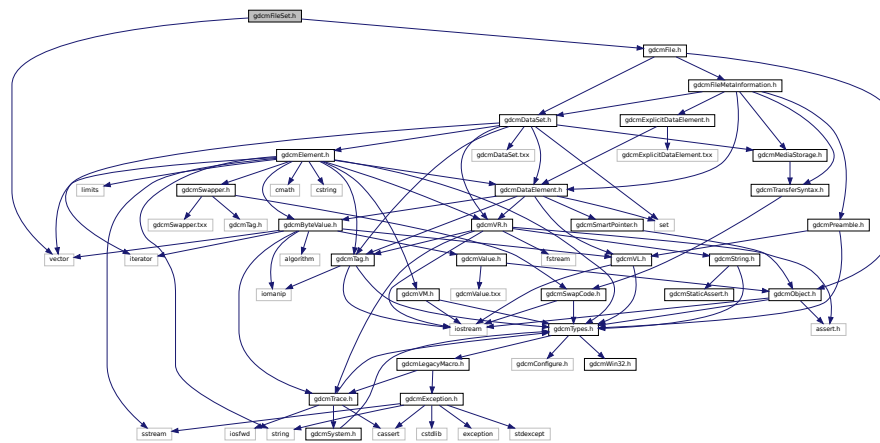 gdcmFileSet.h
gdcmFile.h
gdcmFileMetaInformation.h
gdcmDataSet.h
gdcmExplicitDataElement.h
gdcmElement.h
gdcmDataSet.txx
gdcmExplicitDataElement.txx
gdcmMediaStorage.h
limits
gdcmSwapper.h
cmath
cstring
gdcmDataElement.h
gdcmTransferSyntax.h
gdcmSwapper.txx
gdcmTag.h
gdcmByteValue.h
gdcmVR.h
gdcmSmartPointer.h
set
gdcmPreamble.h
vector
iterator
algorithm
gdcmTag.h
gdcmValue.h
fstream
gdcmVL.h
gdcmString.h
iomanip
gdcmVM.h
gdcmValue.txx
gdcmSwapCode.h
gdcmStaticAssert.h
gdcmObject.h
iostream
gdcmTypes.h
assert.h
gdcmLegacyMacro.h
gdcmConfigure.h
gdcmWin32.h
gdcmTrace.h
gdcmException.h
sstream
iosfwd
string
gdcmSystem.h
cassert
cstdlib
exception
stdexcept